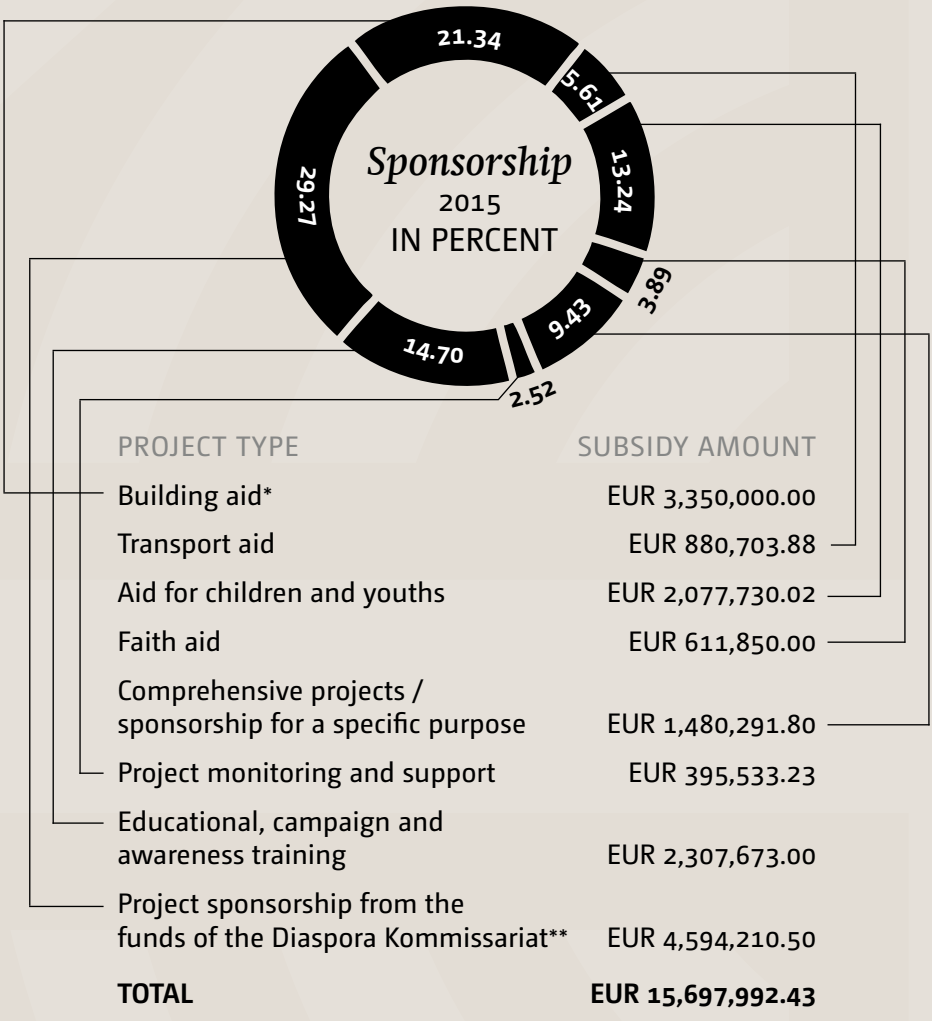 21.34
5.61
13.24
3.89
9.43
2.52
14.70
29.27
Sponsorship
2015
IN PERCENT
PROJECT TYPE SUBSIDY AMOUNT
Building aid* EUR 3,350,000.00
Transport aid EUR 880,703.88
Aid for children and youths EUR 2,077,730.02
Faith aid EUR 611,850.00
Comprehensive projects /
sponsorship for a specific purpose EUR 1,480,291.80
Project monitoring and support EUR 395,533.23
Educational, campaign and
awareness training EUR 2,307,673.00
Project sponsorship from the
funds of the Diaspora Kommissariat** EUR 4,594,210.50
TOTAL EUR 15,697,992.43